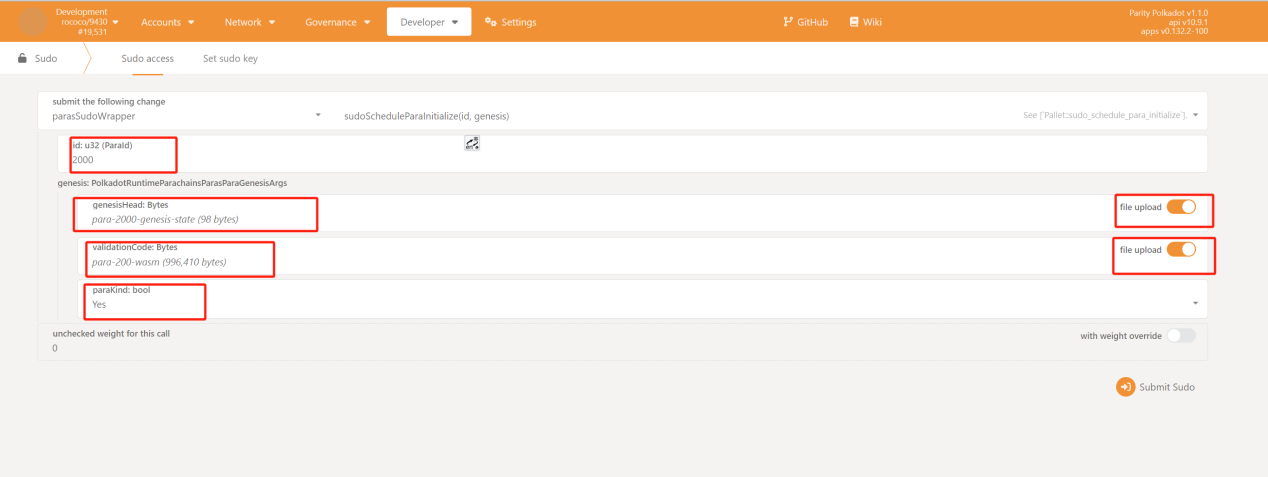 Development
rococo/9430
#19,531
Accounts
Network
Governance
Developer
Settings
GitHub
Wiki
Parity Polkadot v1.1.0
api v10.9.1
apps v0.132.2-100
Sudo
Sudo access
Set sudo key
submit the following change
parasSudoWrapper
sudoScheduleParaInitialize(id, genesis)
See [`Pallet::sudo_schedule_para_initialize`].
id: u32 (ParaId)
2000
genesis: PolkadotRuntimeParachainsParasParaGenesisArgs
genesisHead: Bytes
para-2000-genesis-state (98 bytes)
file upload
validationCode: Bytes
para-200-wasm (996,410 bytes)
file upload
paraKind: bool
Yes
unchecked weight for this call
0
with weight override
Submit Sudo